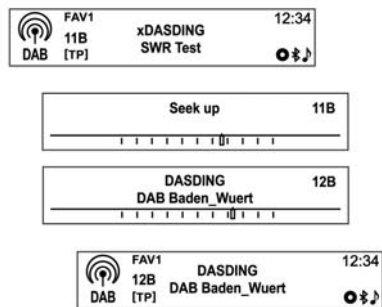 FAV1
12:34
11B
xDASDING
DAB
[TP]
SWR Test
Seek up
11B
DASDING
12B
DAB Baden_Wuert
FAV1
12:34
12B
DASDING
DAB
[TP]
DAB Baden_Wuert